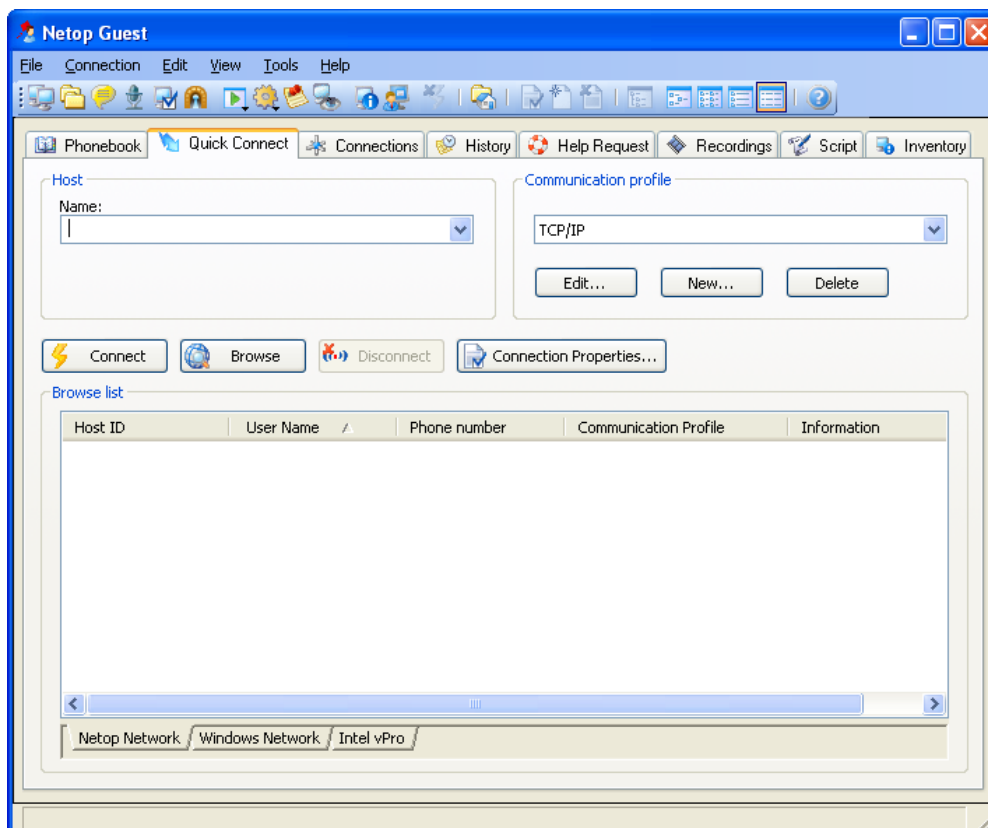 Netop Guest
File Connection Edit View Tools Help
Phonebook Quick Connect Connections History Help Request Recordings Script Inventory
Host
Name:
Communication profile
TCP/IP
Edit... New... Delete
Connect Browse Disconnect Connection Properties...
Browse list
Host ID User Name Phone number Communication Profile Information
Netop Network Windows Network Intel vPro